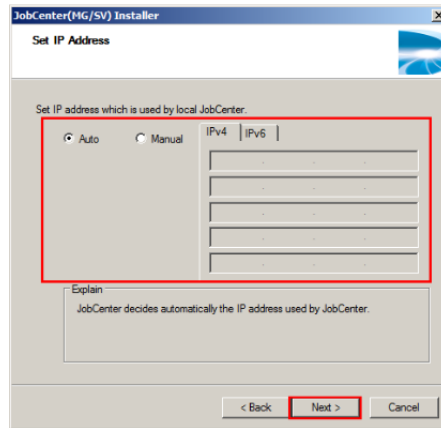 JobCenter(MG/SV) Installer
Set IP Address
Set IP address which is used by local JobCenter.
Auto Manual IPv4 IPv6
Explain
JobCenter decides automatically the IP address used by JobCenter.
< Back Next > Cancel